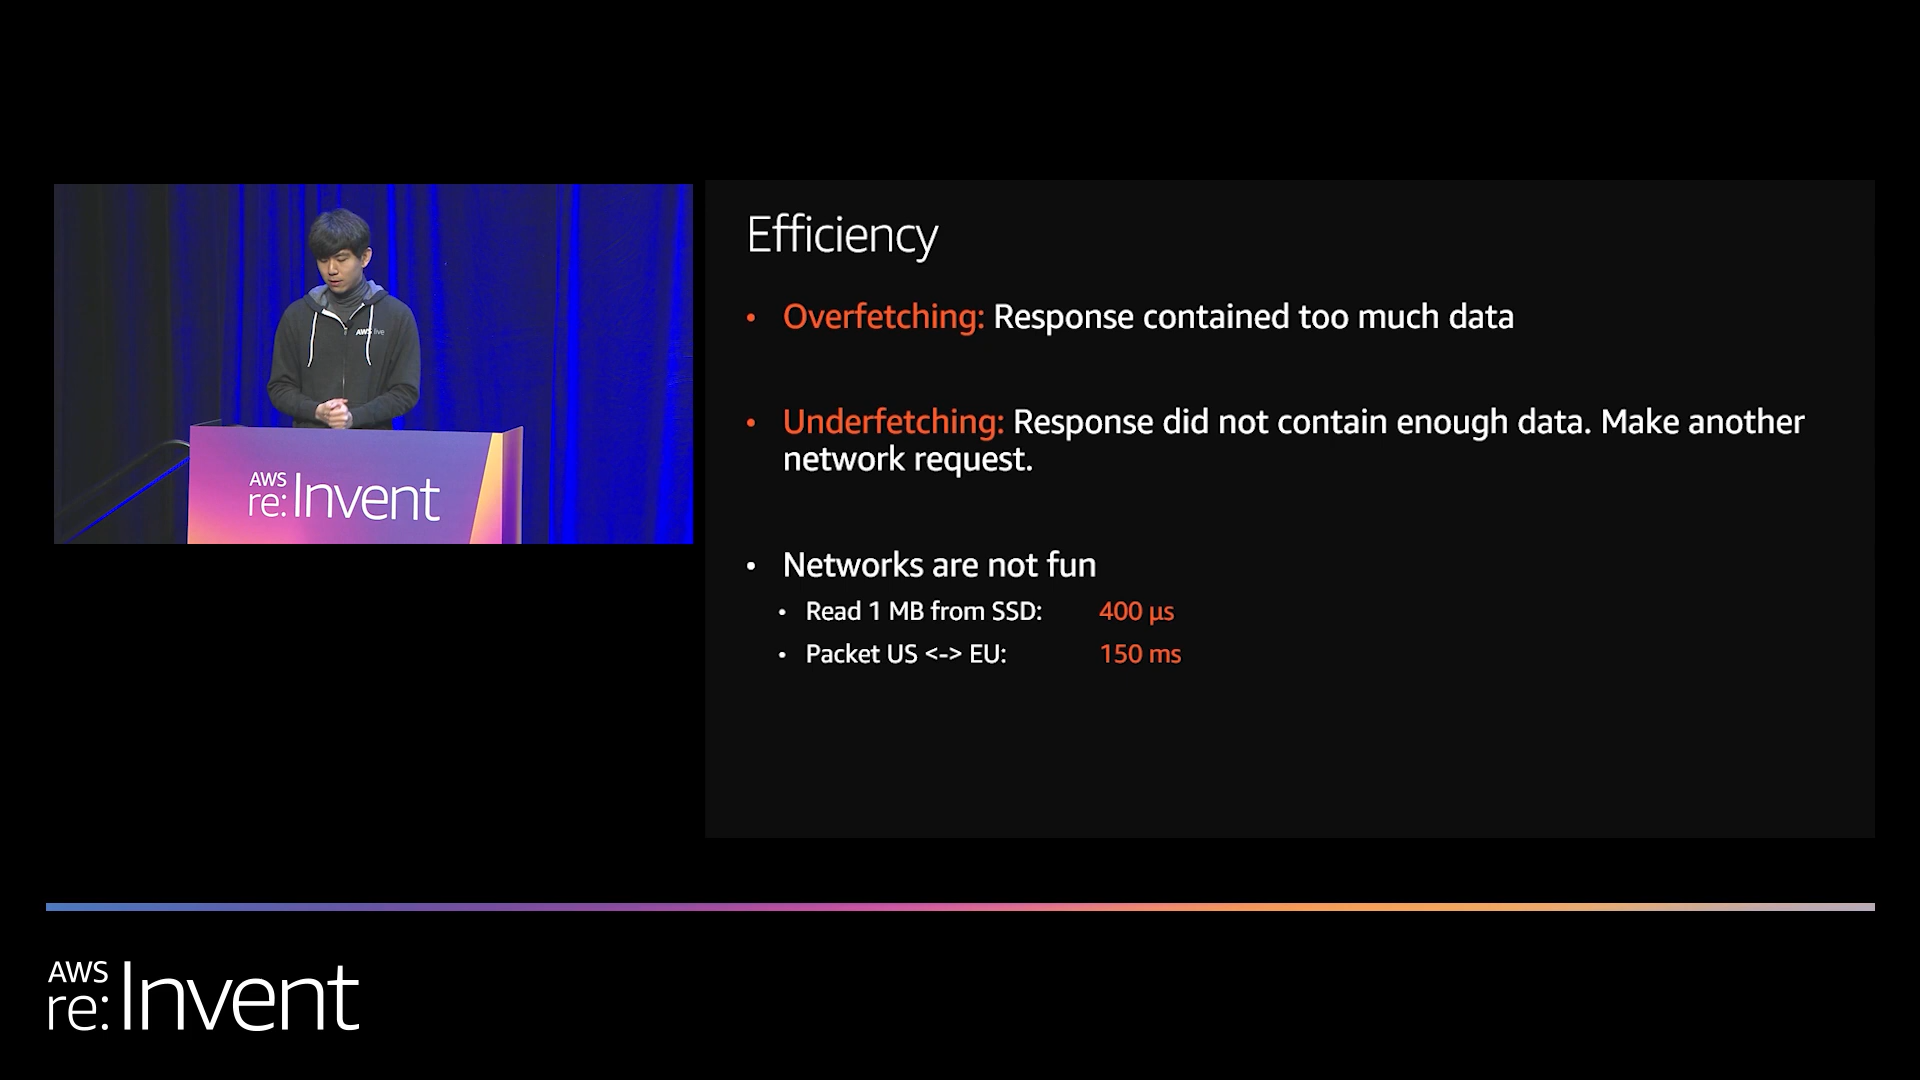 AWS live
AWS
re:Invent
Efficiency
• Overfetching: Response contained too much data
• Underfetching: Response did not contain enough data. Make another
network request.
• Networks are not fun
• Read 1 MB from SSD: 400 µs
• Packet US <-> EU: 150 ms
AWS
re:Invent